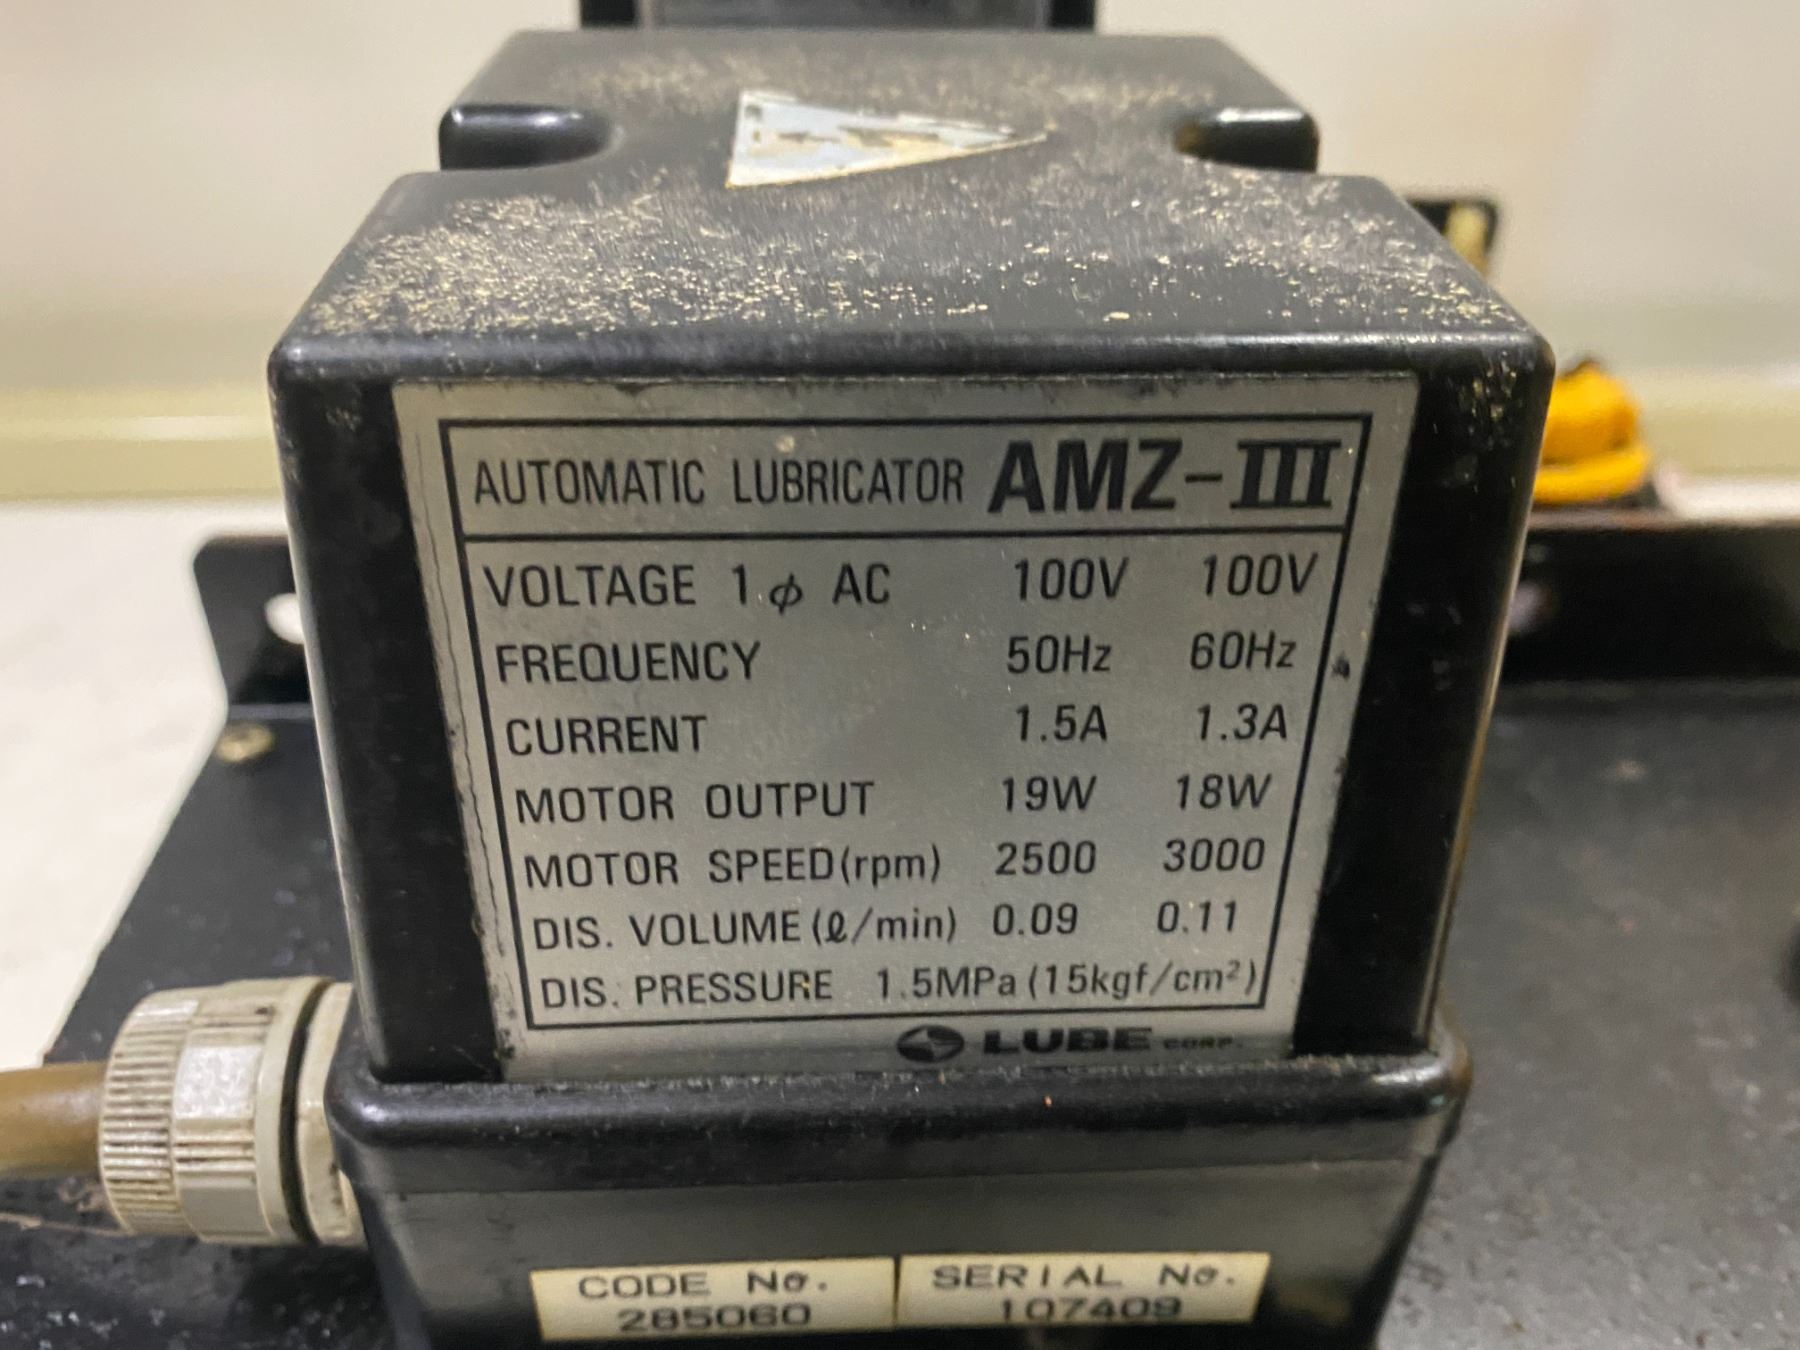 AUTOMATIC LUBRICATOR AMZ-III
VOLTAGE 1φ AC 100V 100V
FREQUENCY 50Hz 60Hz
CURRENT 1.5A 1.3A
MOTOR OUTPUT 19W 18W
MOTOR SPEED(rpm) 2500 3000
DIS. VOLUME(ℓ/min) 0.09 0.11
DIS. PRESSURE 1.5MPa(15kgf/cm²)
LUBE CORP.
CODE No. SERIAL No.
285060 107409